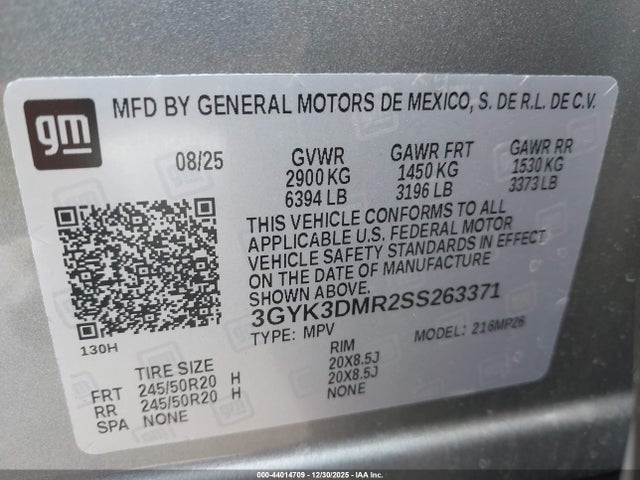 gm
MFD BY GENERAL MOTORS DE MEXICO, S. DE R.L. DE C.V.
08/25 GVWR GAWR FRT GAWR RR
2900 KG 1450 KG 1530 KG
6394 LB 3196 LB 3373 LB
THIS VEHICLE CONFORMS TO ALL
APPLICABLE U.S. FEDERAL MOTOR
VEHICLE SAFETY STANDARDS IN EFFECT
ON THE DATE OF MANUFACTURE
SHOWN ABOVE.
3GYK3DMR2SS263371
130H TYPE: MPV MODEL: 216MP26
TIRE SIZE RIM
FRT 245/50R20 H 20X8.5J
RR 245/50R20 H 20X8.5J
SPA NONE NONE
000-44014709 - 12/30/2025 - IAA Inc.